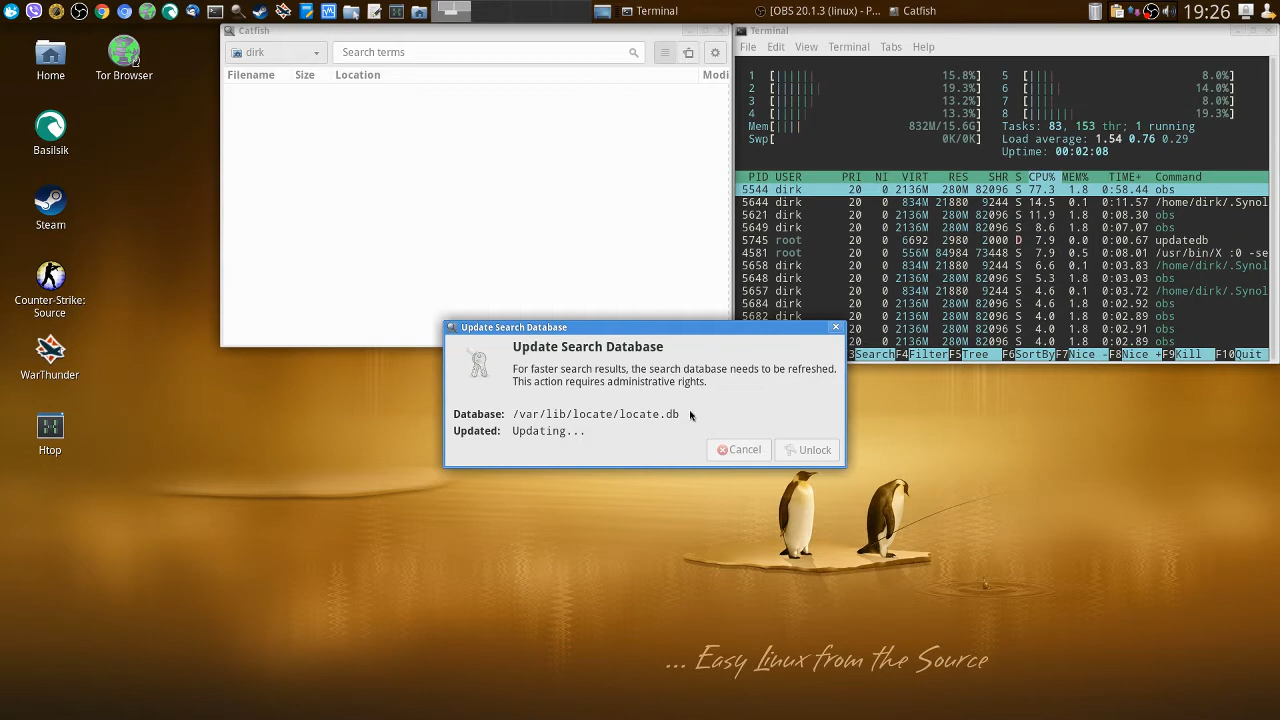 Terminal
[OBS 20.1.3 (linux) - P...
Catfish
19:26
Home
Tor Browser
Basilsik
Steam
Counter-Strike:
Source
WarThunder
Htop
Catfish
dirk
Search terms
Filename Size Location Modi
Terminal
File Edit View Terminal Tabs Help
1 [|||||| 15.8%] 5 [|||| 8.0%]
2 [||||||| 19.3%] 6 [|||| 14.0%]
3 [|||||| 13.2%] 7 [|||| 8.0%]
4 [|||||| 13.3%] 8 [||||||| 19.3%]
Mem[|||| 832M/15.6G] Tasks: 83, 153 thr; 1 running
Swp[ 0K/0K] Load average: 1.54 0.76 0.29
Uptime: 00:02:08
PID USER PRI NI VIRT RES SHR S CPU% MEM% TIME+ Command
5544 dirk 20 0 2136M 280M 82096 S 77.3 1.8 0:58.44 obs
5644 dirk 20 0 834M 21880 9244 S 14.5 0.1 0:11.57 /home/dirk/.Synol
5621 dirk 20 0 2136M 280M 82096 S 11.9 1.8 0:08.30 obs
5649 dirk 20 0 2136M 280M 82096 S 8.6 1.8 0:07.07 obs
5745 root 20 0 6692 2980 2000 D 7.9 0.0 0:00.67 updatedb
4581 root 20 0 556M 84984 73448 S 7.9 0.5 0:08.01 /usr/bin/X :0 -se
5658 dirk 20 0 834M 21880 9244 S 6.6 0.1 0:03.83 /home/dirk/.Synol
5648 dirk 20 0 2136M 280M 82096 S 5.3 1.8 0:03.03 obs
5657 dirk 20 0 834M 21880 9244 S 4.6 0.1 0:03.72 /home/dirk/.Synol
5684 dirk 20 0 2136M 280M 82096 S 4.6 1.8 0:02.92 obs
5682 dirk 20 0 2136M 280M 82096 S 4.0 1.8 0:02.89 obs
20 0 2136M 280M 82096 S 4.0 1.8 0:02.91 obs
20 0 2136M 280M 82096 S 4.0 1.8 0:02.89 obs
3Search F4Filter F5Tree F6SortBy F7Nice - F8Nice + F9Kill F10Quit
Update Search Database
Update Search Database
For faster search results, the search database needs to be refreshed.
This action requires administrative rights.
Database: /var/lib/locate/locate.db
Updated: Updating...
Cancel Unlock
... Easy Linux from the Source